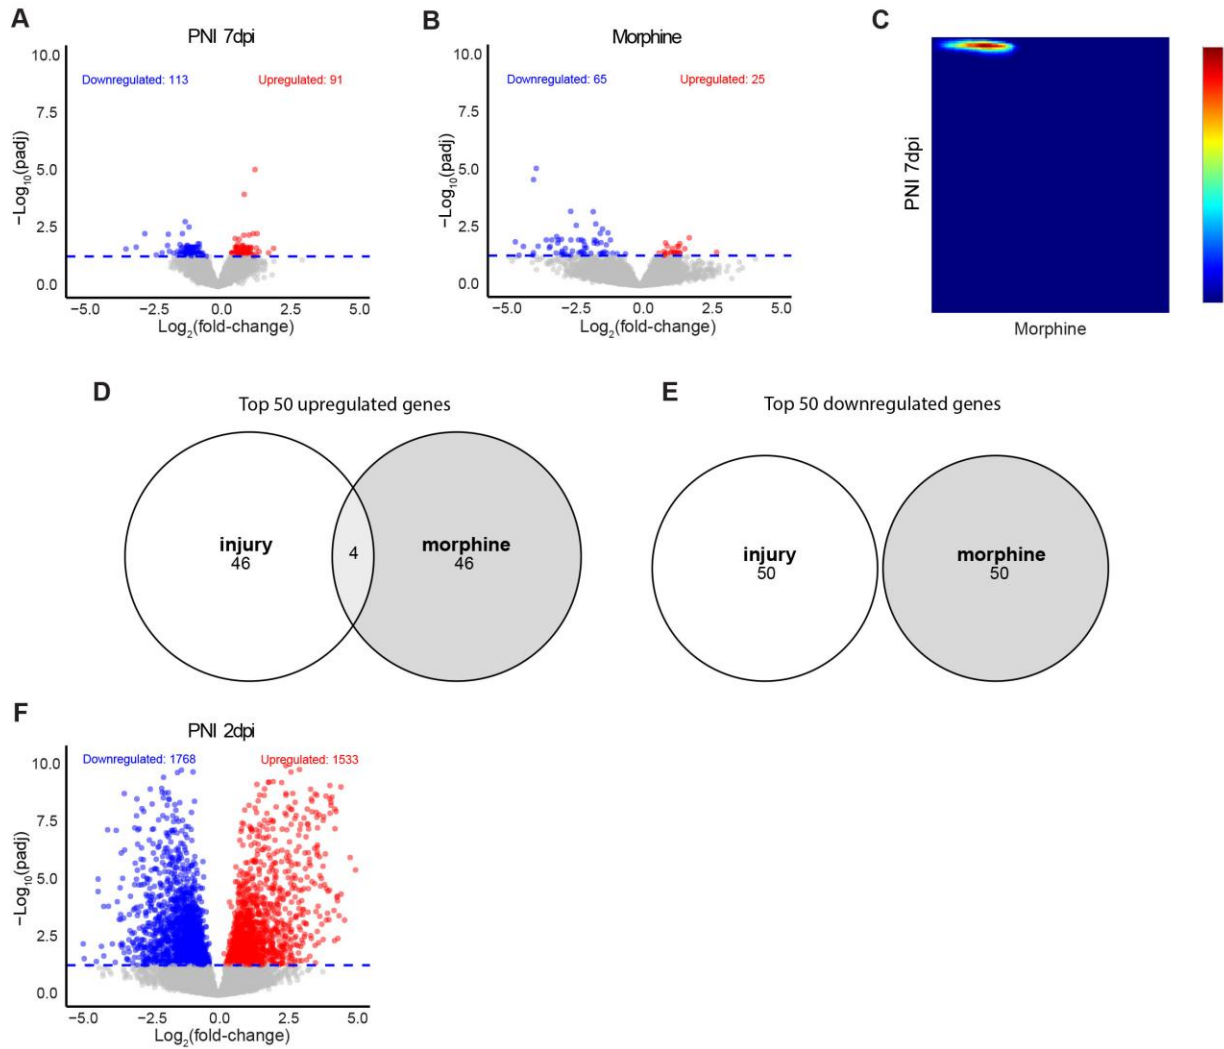 A
PNI 7dpi
10.0
Downregulated: 113
Upregulated: 91
7.5
5.0
2.5
0.0
−Log10(padj)
−5.0 −2.5 0.0 2.5 5.0
Log2(fold-change)
B
Morphine
10.0
Downregulated: 65
Upregulated: 25
7.5
5.0
2.5
0.0
−Log10(padj)
−5.0 −2.5 0.0 2.5 5.0
Log2(fold-change)
C
PNI 7dpi
Morphine
D
Top 50 upregulated genes
injury
46
4
morphine
46
E
Top 50 downregulated genes
injury
50
morphine
50
F
PNI 2dpi
10.0
Downregulated: 1768
Upregulated: 1533
7.5
5.0
2.5
0.0
−Log10(padj)
−5.0 −2.5 0.0 2.5 5.0
Log2(fold-change)